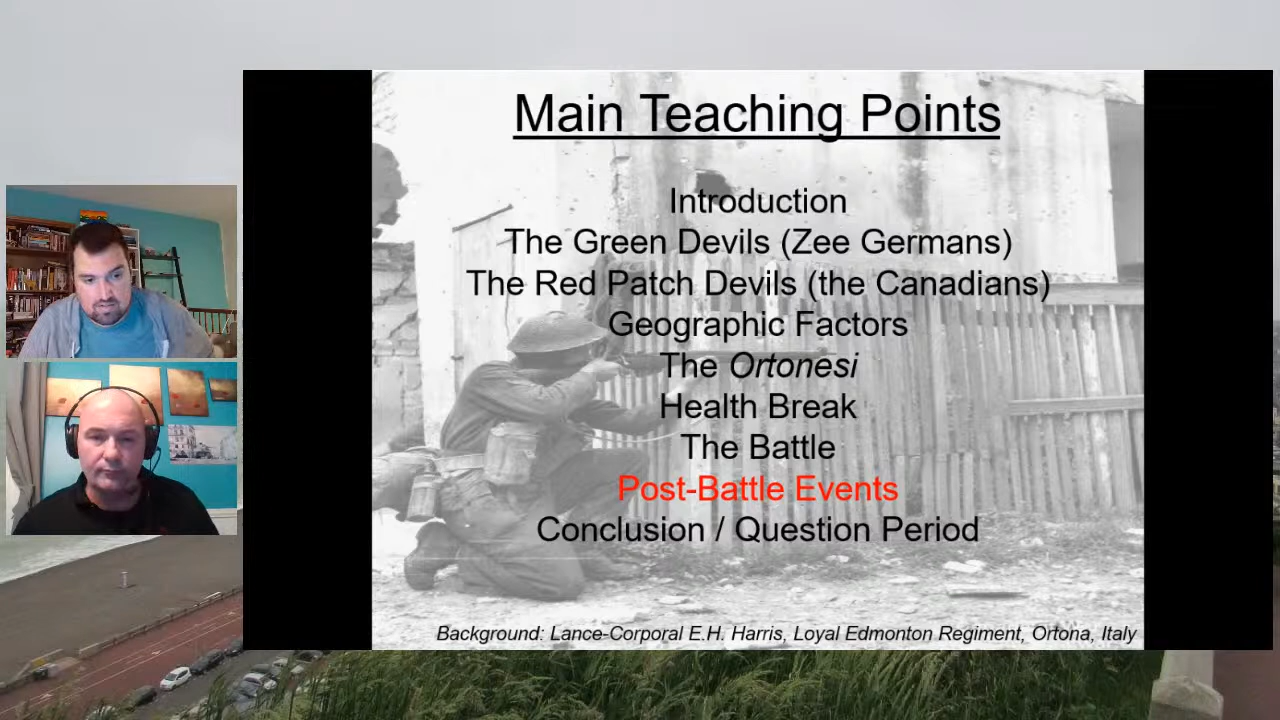 Main Teaching Points
Introduction
The Green Devils (Zee Germans)
The Red Patch Devils (the Canadians)
Geographic Factors
The Ortonesi
Health Break
The Battle
Post-Battle Events
Conclusion / Question Period
Background: Lance-Corporal E.H. Harris, Loyal Edmonton Regiment, Ortona, Italy